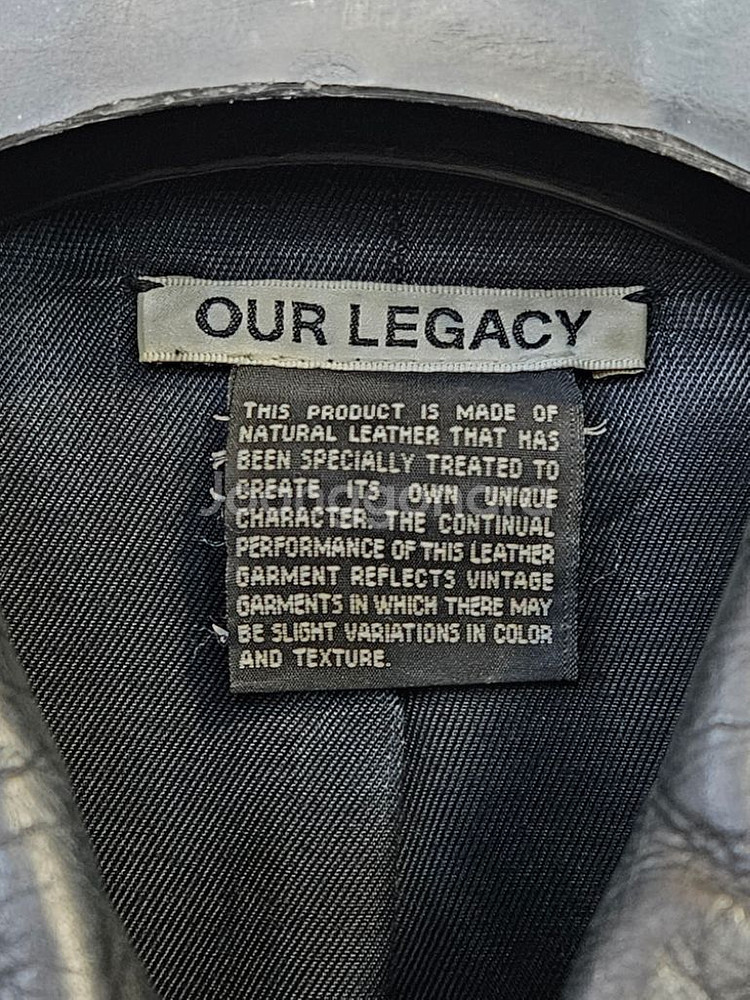 OUR LEGACY
THIS PRODUCT IS MADE OF
NATURAL LEATHER THAT HAS
BEEN SPECIALLY TREATED TO
CREATE ITS OWN UNIQUE
CHARACTER. THE CONTINUAL
PERFORMANCE OF THIS LEATHER
GARMENT REFLECTS VINTAGE
GARMENTS IN WHICH THERE MAY
BE SLIGHT VARIATIONS IN COLOR
AND TEXTURE.